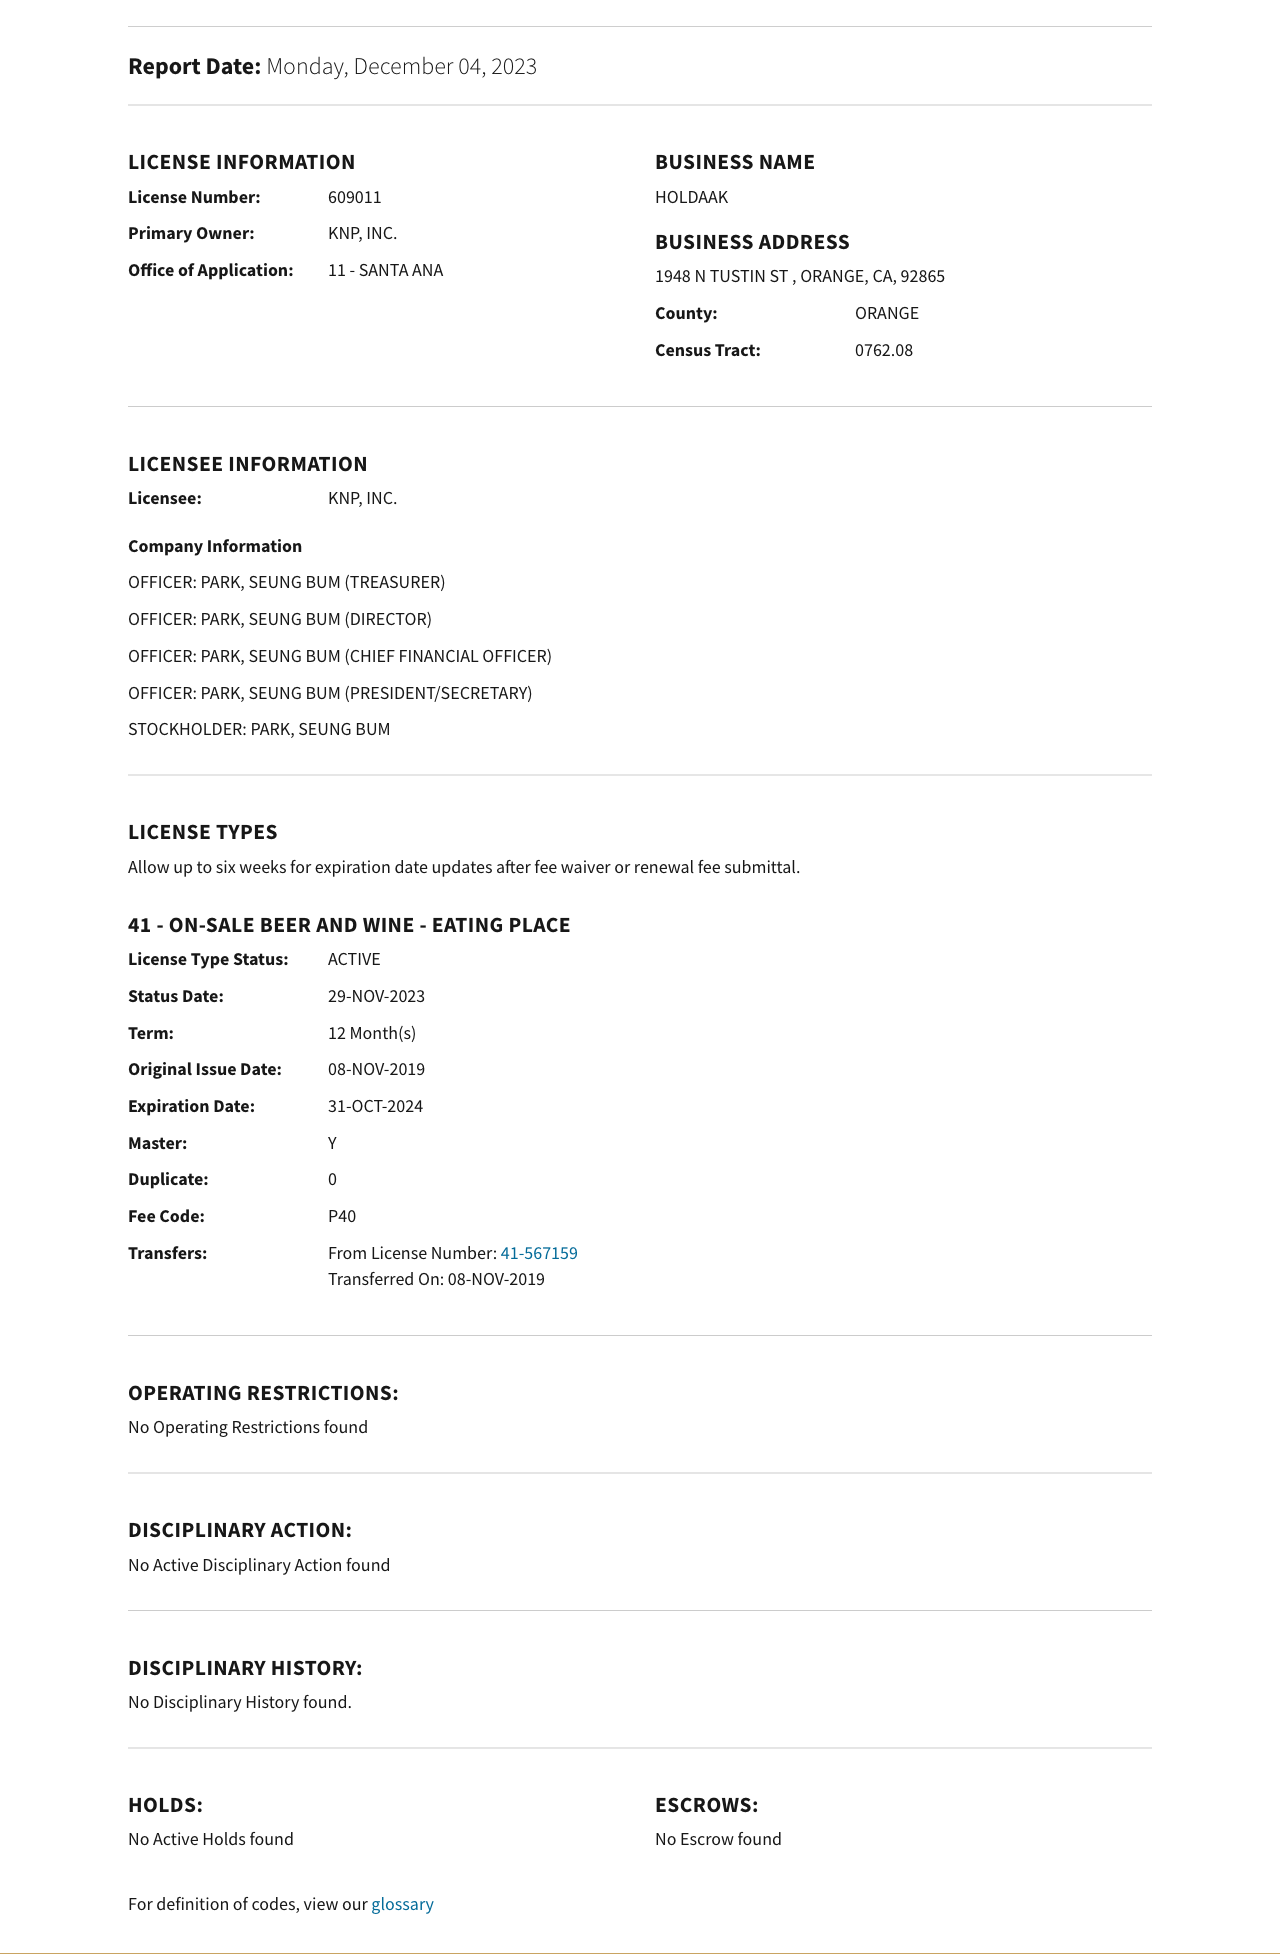 Report Date: Monday, December 04, 2023
LICENSE INFORMATION
License Number: 609011
Primary Owner: KNP, INC.
Office of Application: 11 - SANTA ANA
BUSINESS NAME
HOLDAAK
BUSINESS ADDRESS
1948 N TUSTIN ST , ORANGE, CA, 92865
County: ORANGE
Census Tract: 0762.08
LICENSEE INFORMATION
Licensee: KNP, INC.
Company Information
OFFICER: PARK, SEUNG BUM (TREASURER)
OFFICER: PARK, SEUNG BUM (DIRECTOR)
OFFICER: PARK, SEUNG BUM (CHIEF FINANCIAL OFFICER)
OFFICER: PARK, SEUNG BUM (PRESIDENT/SECRETARY)
STOCKHOLDER: PARK, SEUNG BUM
LICENSE TYPES
Allow up to six weeks for expiration date updates after fee waiver or renewal fee submittal.
41 - ON-SALE BEER AND WINE - EATING PLACE
License Type Status: ACTIVE
Status Date: 29-NOV-2023
Term: 12 Month(s)
Original Issue Date: 08-NOV-2019
Expiration Date: 31-OCT-2024
Master: Y
Duplicate: 0
Fee Code: P40
Transfers: From License Number: 41-567159
Transferred On: 08-NOV-2019
OPERATING RESTRICTIONS:
No Operating Restrictions found
DISCIPLINARY ACTION:
No Active Disciplinary Action found
DISCIPLINARY HISTORY:
No Disciplinary History found.
HOLDS:
No Active Holds found
ESCROWS:
No Escrow found
For definition of codes, view our glossary